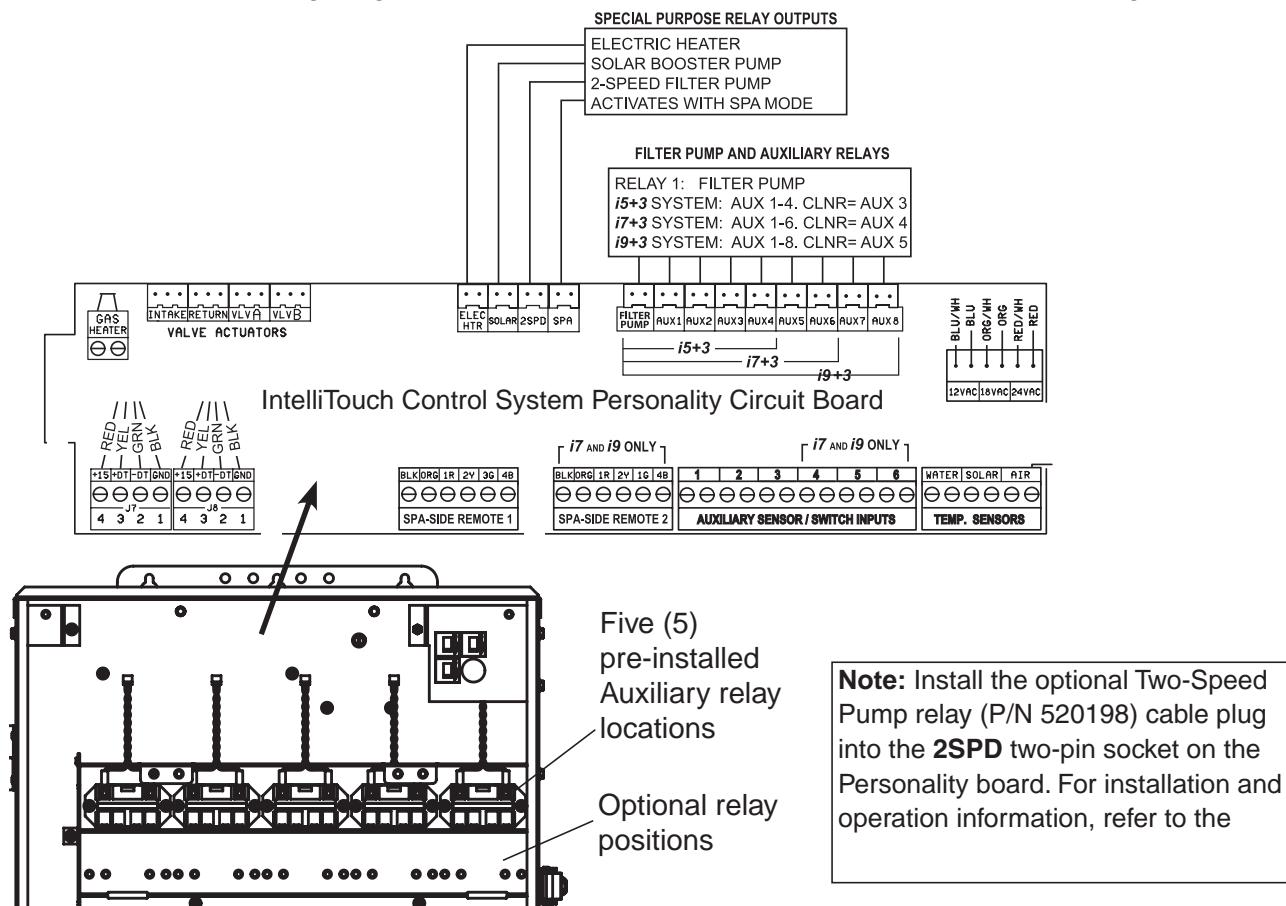 SPECIAL PURPOSE RELAY OUTPUTS
ELECTRIC HEATER
SOLAR BOOSTER PUMP
2-SPEED FILTER PUMP
ACTIVATES WITH SPA MODE
FILTER PUMP AND AUXILIARY RELAYS
RELAY 1: FILTER PUMP
i5+3 SYSTEM: AUX 1-4. CLNR= AUX 3
i7+3 SYSTEM: AUX 1-6. CLNR= AUX 4
i9+3 SYSTEM: AUX 1-8. CLNR= AUX 5
GAS
HEATER
INTAKE RETURN VLVA VLVB
VALVE ACTUATORS
ELEC
HTR SOLAR 2SPD SPA
FILTER
PUMP AUX1 AUX2 AUX3 AUX4 AUX5 AUX6 AUX7 AUX8
i5+3
i7+3
i9+3
BLU/WH BLU ORG/WH ORG RED/WH RED
12VAC 18VAC 24VAC
IntelliTouch Control System Personality Circuit Board
RED YEL GRN BLK
RED YEL GRN BLK
+15 +DT -DT GND
J7
4 3 2 1
+15 +DT -DT GND
J8
4 3 2 1
BLK ORG 1R 2Y 3G 4B
SPA-SIDE REMOTE 1
i7 AND i9 ONLY
BLK ORG 1R 2Y 1G 4B
SPA-SIDE REMOTE 2
i7 AND i9 ONLY
1 2 3 4 5 6
AUXILIARY SENSOR / SWITCH INPUTS
WATER SOLAR AIR
TEMP. SENSORS
Five (5)
pre-installed
Auxiliary relay
locations
Optional relay
positions
Note: Install the optional Two-Speed
Pump relay (P/N 520198) cable plug
into the 2SPD two-pin socket on the
Personality board. For installation and
operation information, refer to the